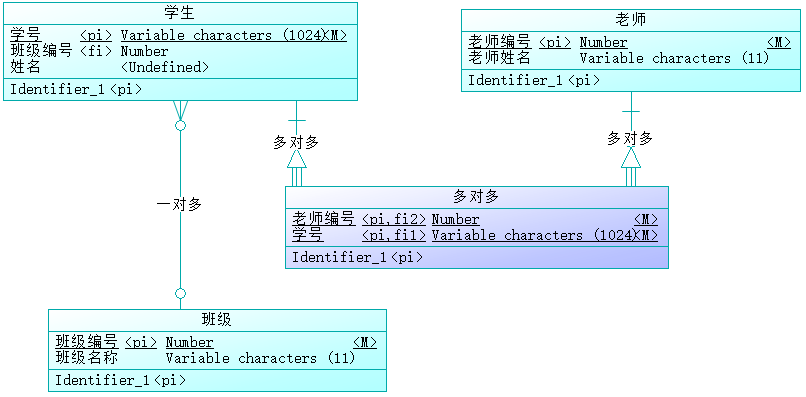 学生
学号 <pi> Variable characters (1024) <M>
班级编号 <fi> Number
姓名 <Undefined>
Identifier_1 <pi>
老师
老师编号 <pi> Number <M>
老师姓名 Variable characters (11)
Identifier_1 <pi>
多对多
多对多
一对多
多对多
老师编号 <pi,fi2> Number <M>
学号 <pi,fi1> Variable characters (1024) <M>
Identifier_1 <pi>
班级
班级编号 <pi> Number <M>
班级名称 Variable characters (11)
Identifier_1 <pi>